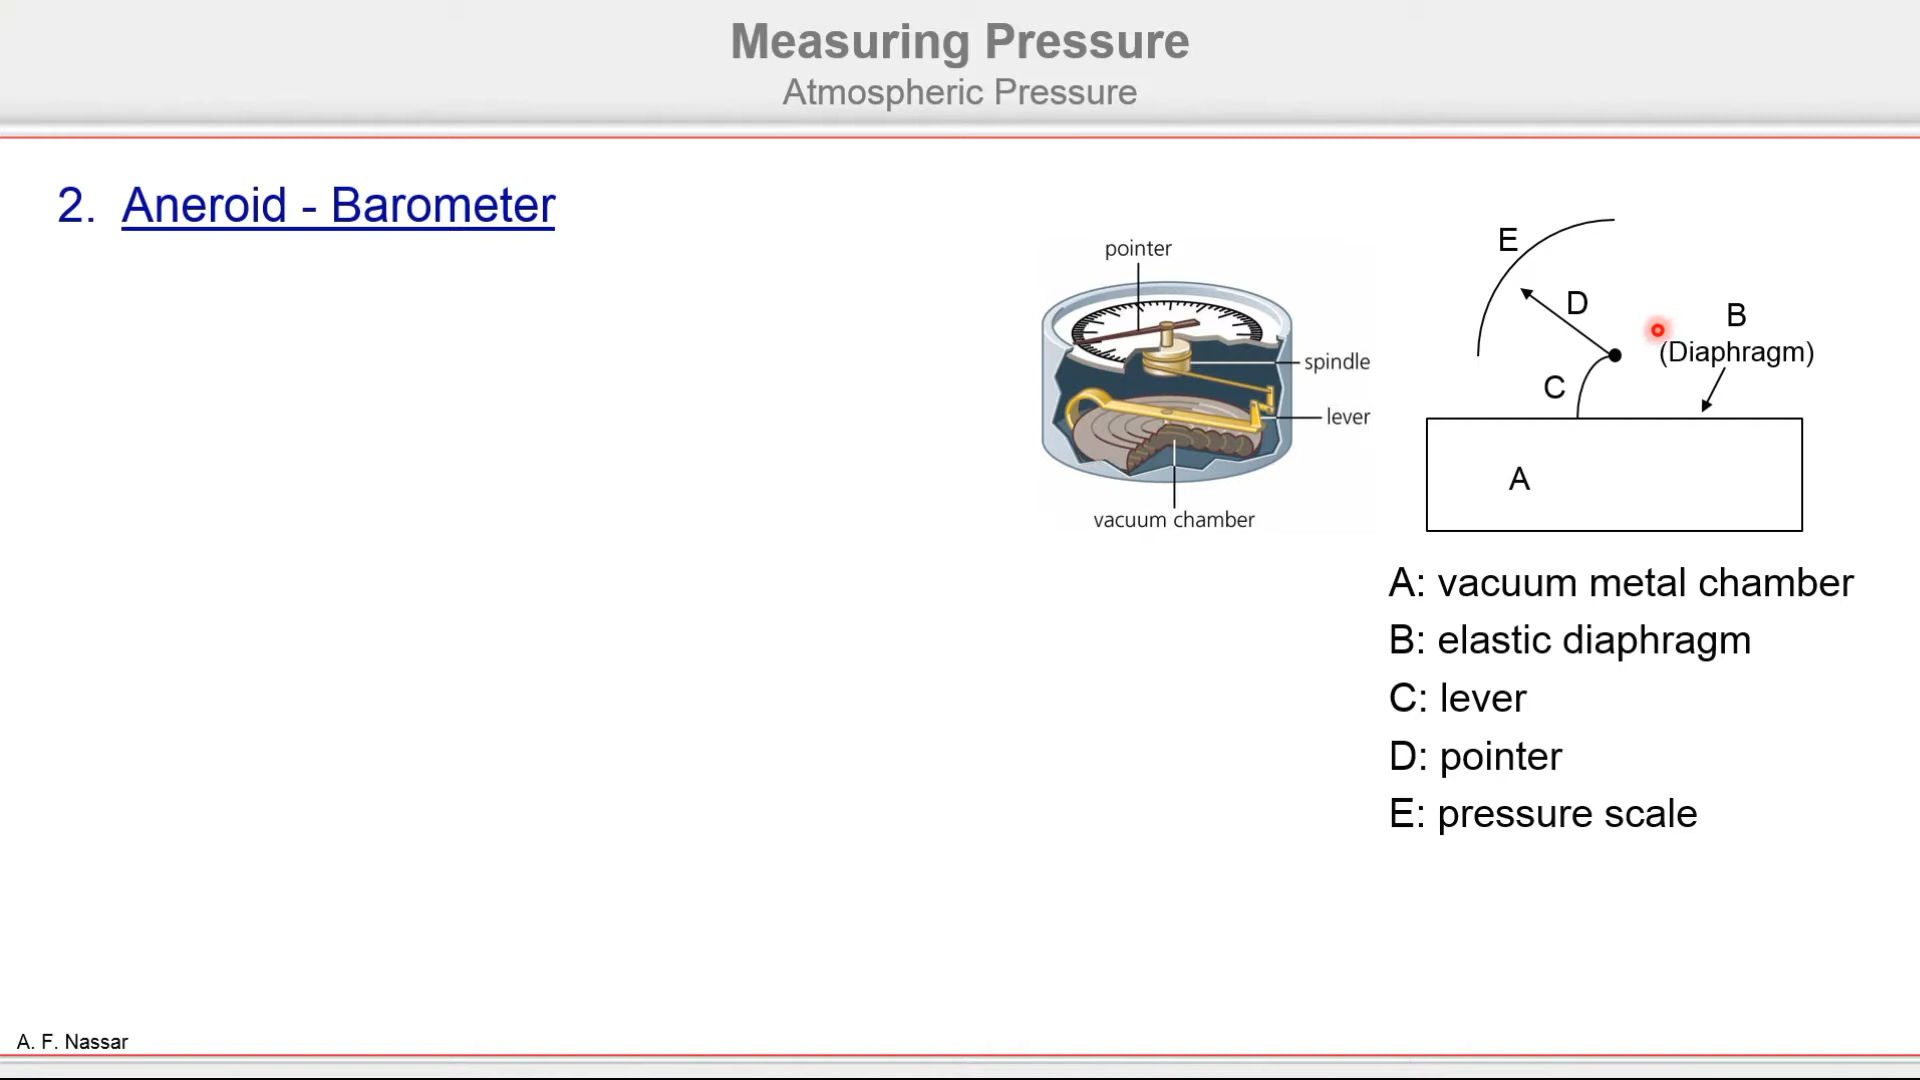 Measuring Pressure
Atmospheric Pressure
2. Aneroid - Barometer
pointer
spindle
lever
vacuum chamber
E
D
B
(Diaphragm)
C
A
A: vacuum metal chamber
B: elastic diaphragm
C: lever
D: pointer
E: pressure scale
A. F. Nassar